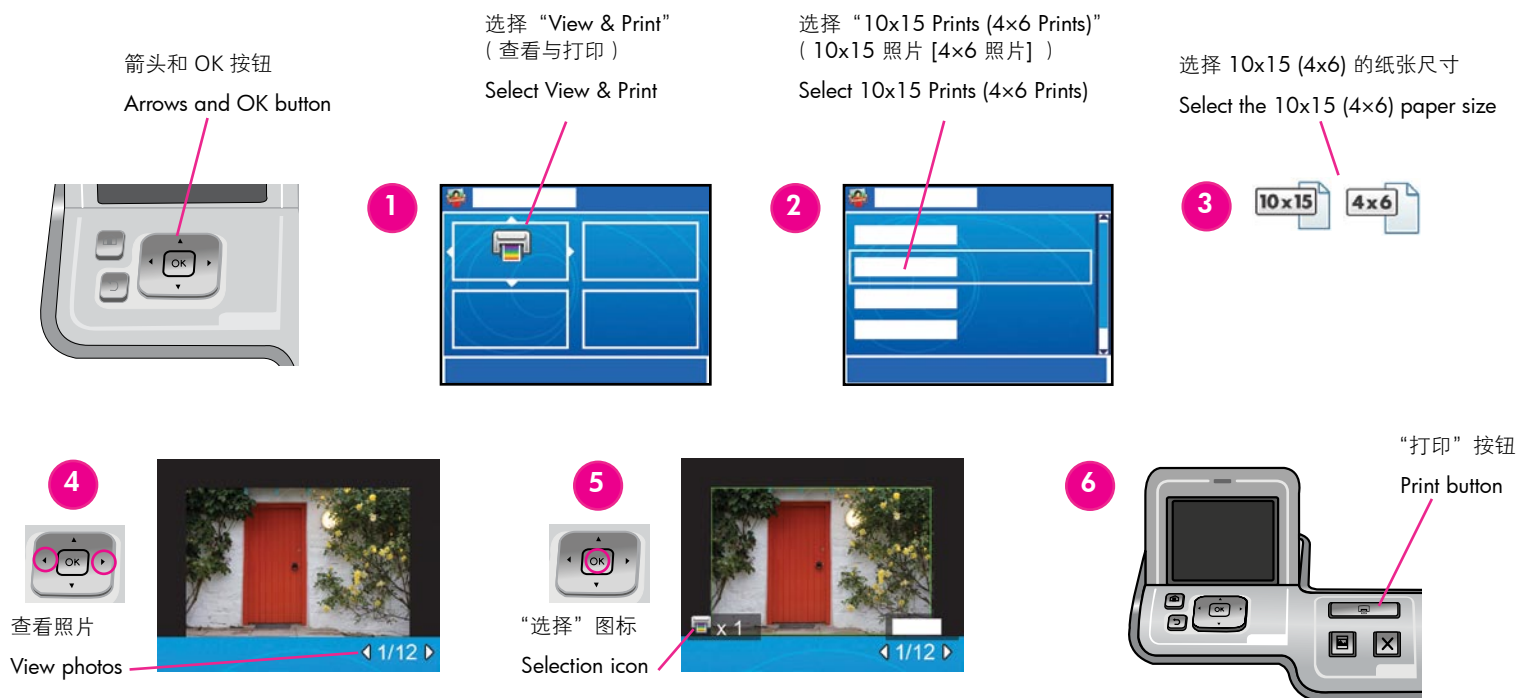 箭头和 OK 按钮
Arrows and OK button
OK
选择“View & Print”
（查看与打印）
Select View & Print
1
选择“10x15 Prints (4×6 Prints)”
（10x15 照片 [4×6 照片] ）
Select 10x15 Prints (4×6 Prints)
2
选择 10x15 (4x6) 的纸张尺寸
Select the 10x15 (4×6) paper size
3
10x15
4x6
4
OK
查看照片
View photos
1/12
5
OK
“选择”图标
Selection icon
x 1
1/12
6
“打印”按钮
Print button
OK